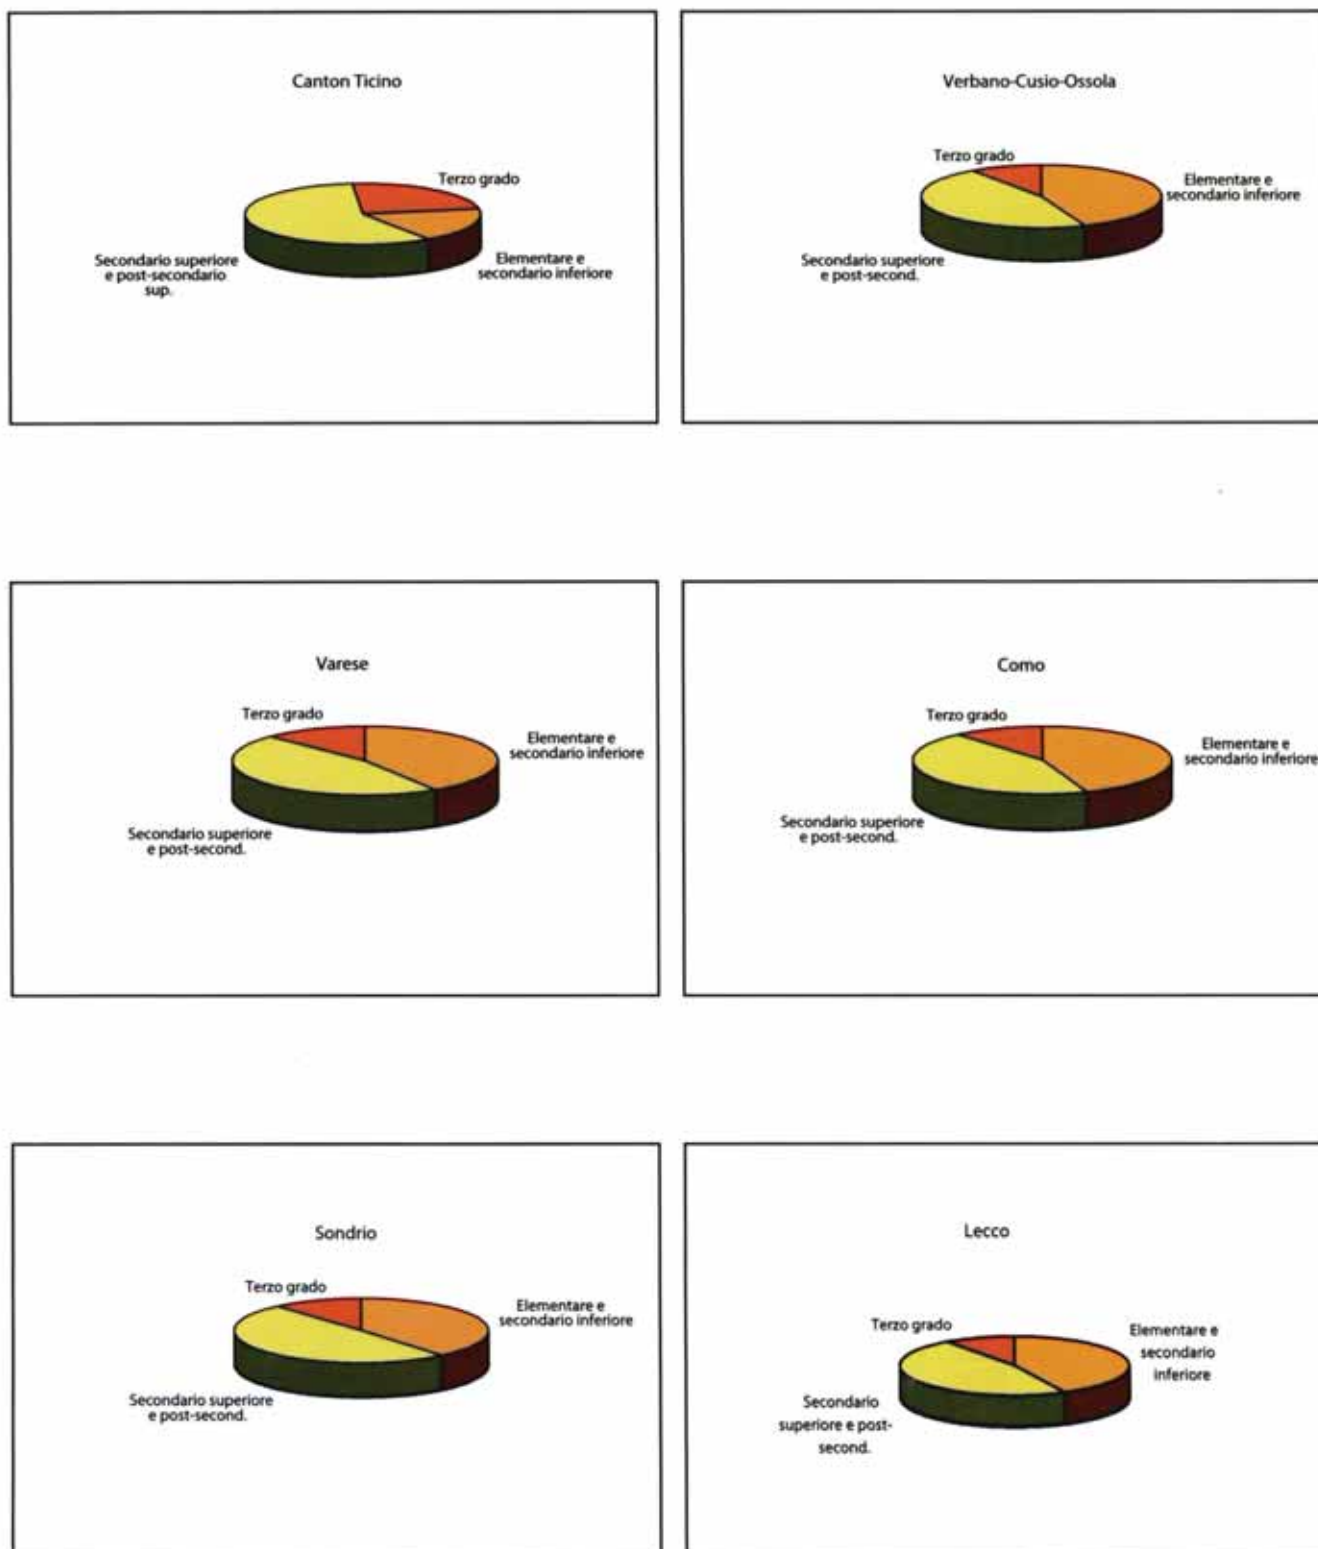 Canton Ticino
Terzo grado
Secondario superiore
e post-secondario
sup.
Elementare e
secondario inferiore
Verbano-Cusio-Ossola
Terzo grado
Elementare e
secondario inferiore
Secondario superiore
e post-second.
Varese
Terzo grado
Elementare e
secondario inferiore
Secondario superiore
e post-second.
Como
Terzo grado
Elementare e
secondario inferiore
Secondario superiore
e post-second.
Sondrio
Terzo grado
Elementare e
secondario inferiore
Secondario superiore
e post-second.
Lecco
Terzo grado
Elementare e
secondario
inferiore
Secondario
superiore e post-
second.